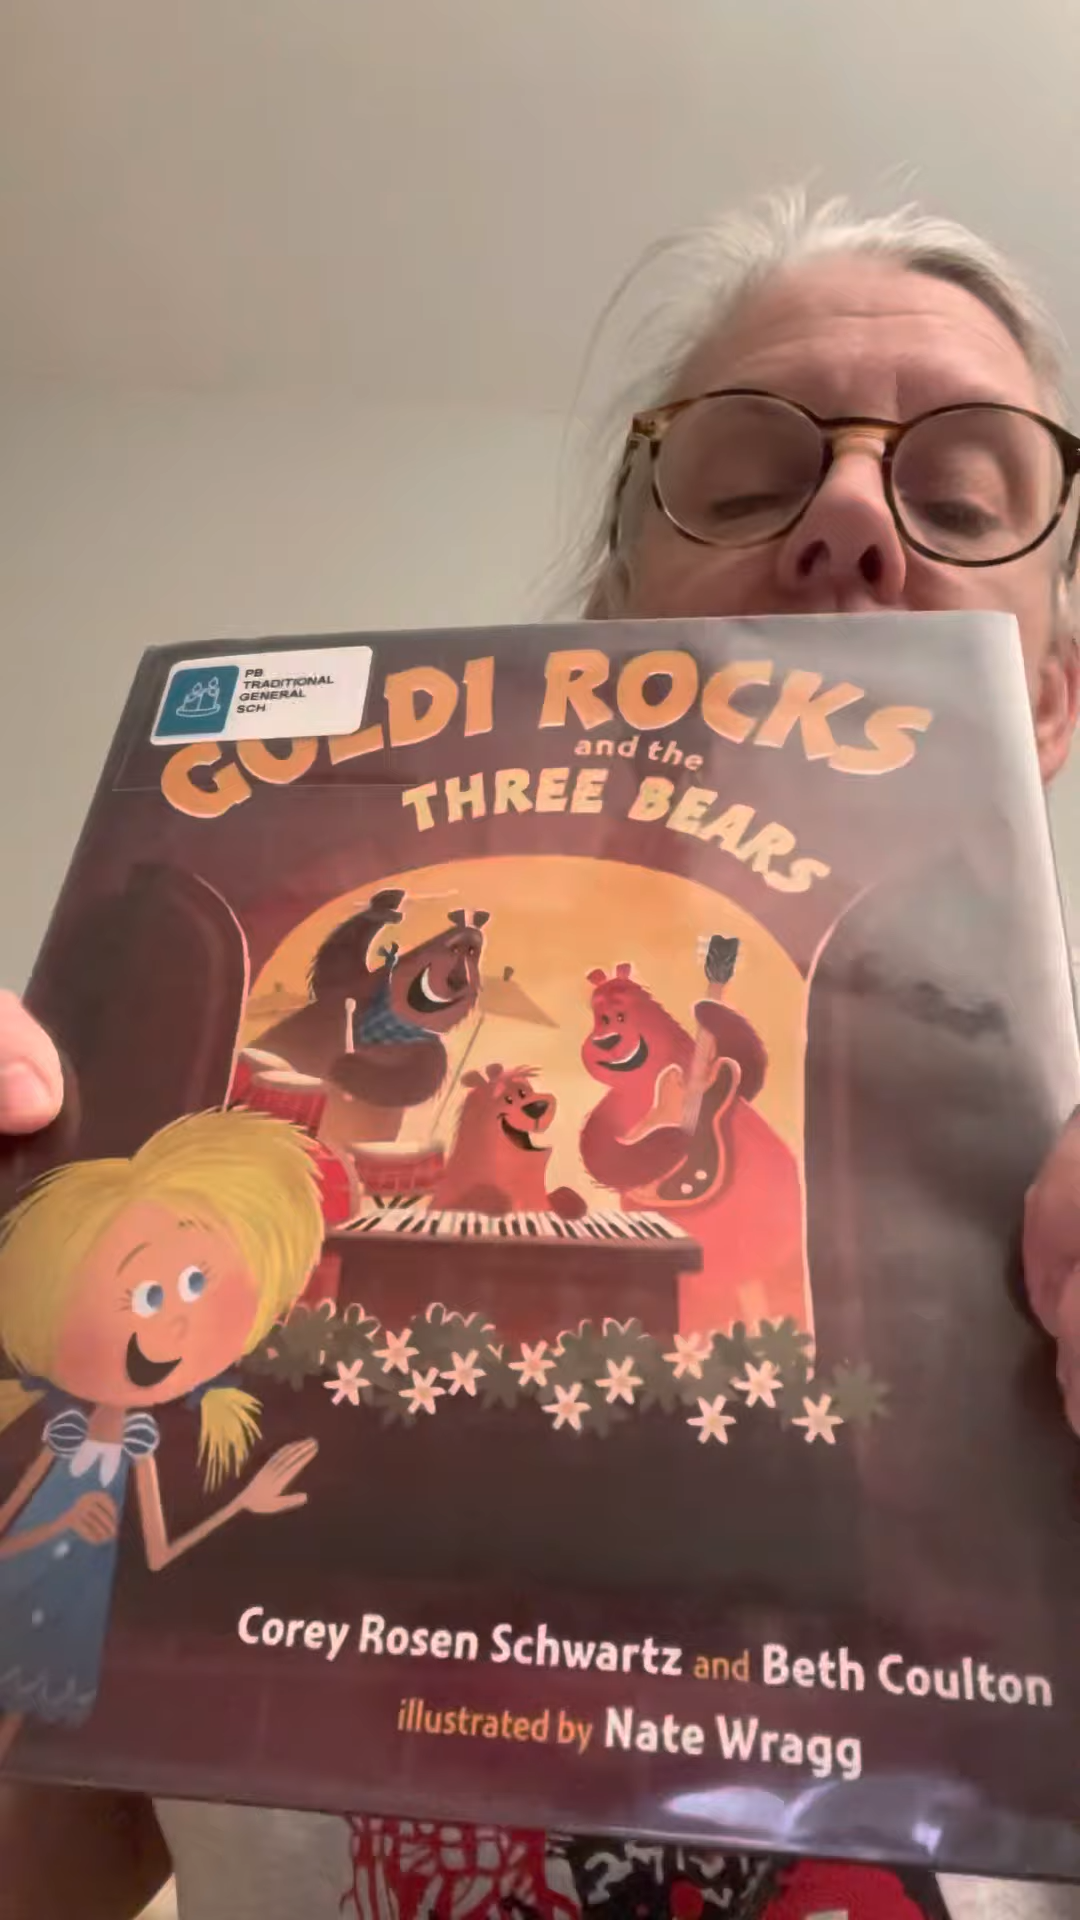 PB
TRADITIONAL
GENERAL
SCH
GOLDI ROCKS
and the
THREE BEARS
Corey Rosen Schwartz and Beth Coulton
illustrated by Nate Wragg